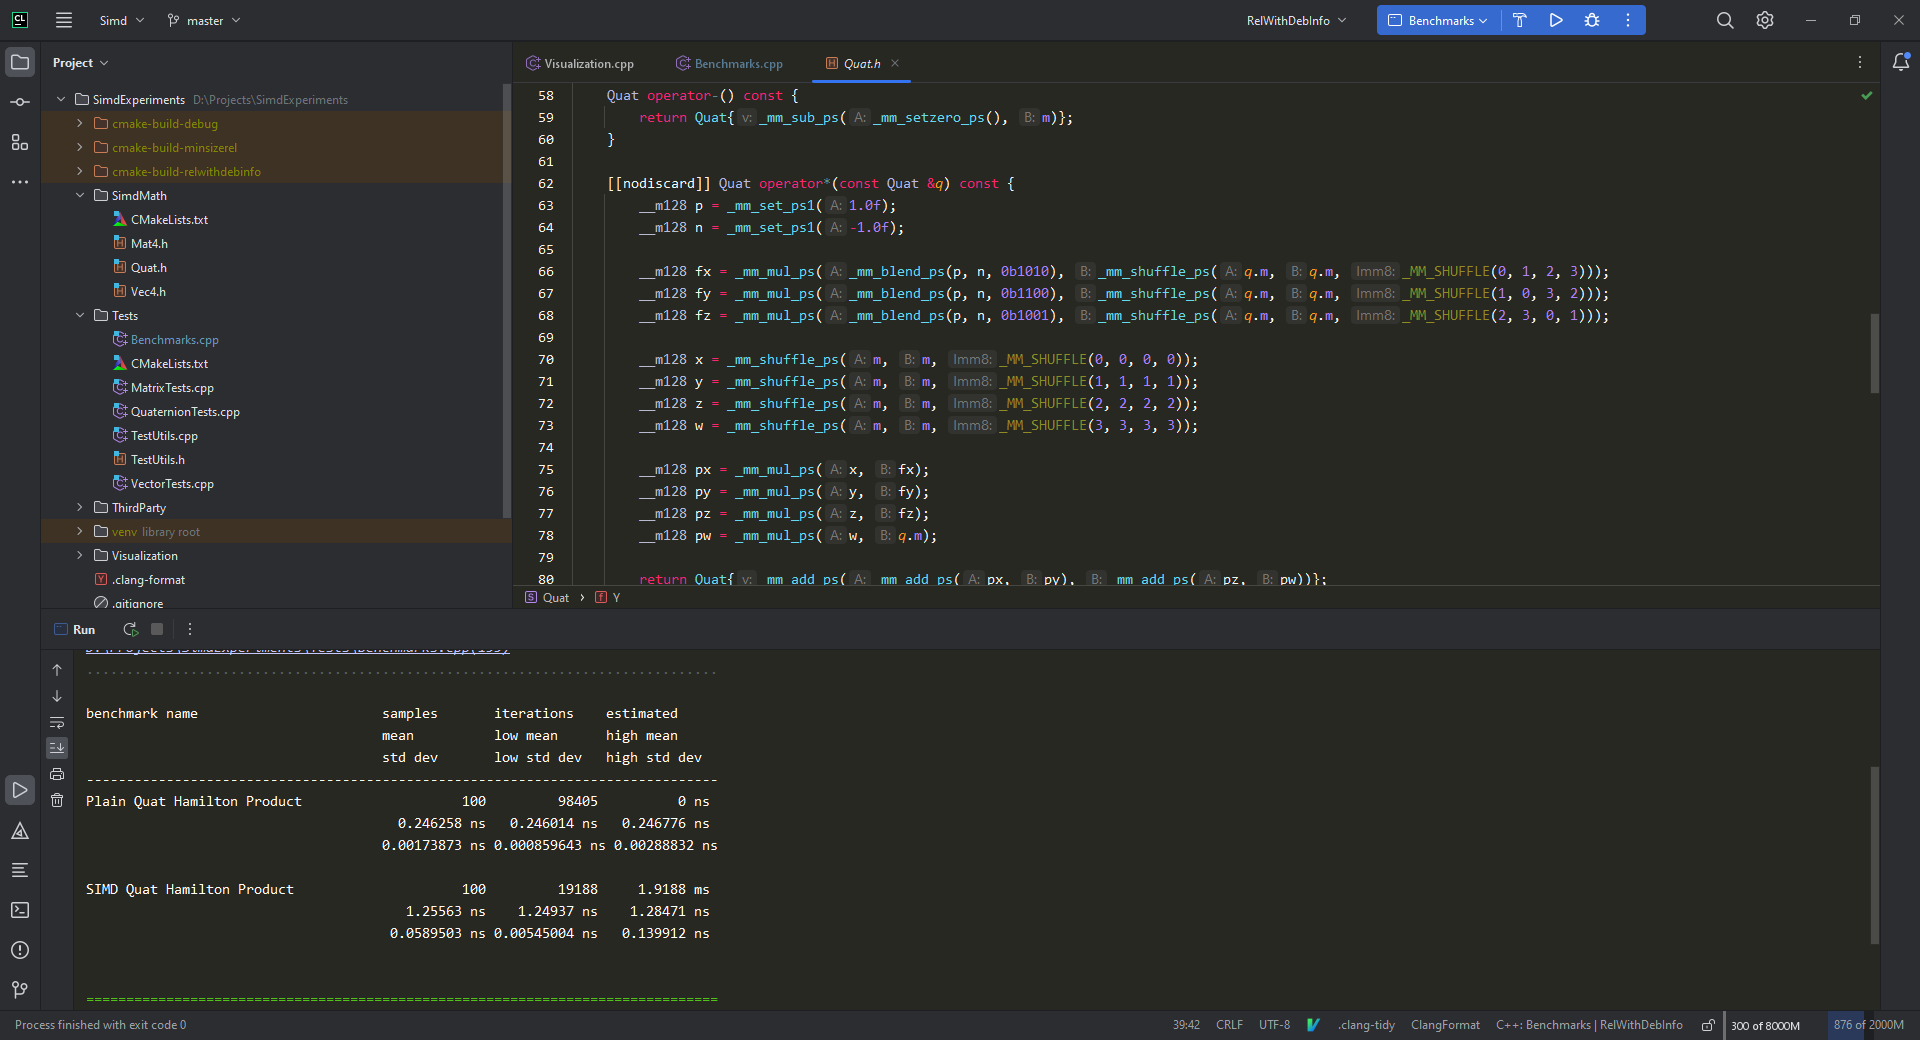 CL Simd master RelWithDebInfo Benchmarks
Project
Visualization.cpp Benchmarks.cpp Quat.h
SimdExperiments D:\Projects\SimdExperiments
cmake-build-debug
cmake-build-minsizerel
cmake-build-relwithdebinfo
SimdMath
CMakeLists.txt
Mat4.h
Quat.h
Vec4.h
Tests
Benchmarks.cpp
CMakeLists.txt
MatrixTests.cpp
QuaternionTests.cpp
TestUtils.cpp
TestUtils.h
VectorTests.cpp
ThirdParty
venv library root
Visualization
.clang-format
.gitignore
58 Quat operator-() const {
59 return Quat{ v: _mm_sub_ps( A: _mm_setzero_ps(), B: m)};
60 }
61
62 [[nodiscard]] Quat operator*(const Quat &q) const {
63 __m128 p = _mm_set_ps1( A: 1.0f);
64 __m128 n = _mm_set_ps1( A: -1.0f);
65
66 __m128 fx = _mm_mul_ps( A: _mm_blend_ps(p, n, 0b1010), B: _mm_shuffle_ps( A: q.m, B: q.m, Imm8: _MM_SHUFFLE(0, 1, 2, 3)));
67 __m128 fy = _mm_mul_ps( A: _mm_blend_ps(p, n, 0b1100), B: _mm_shuffle_ps( A: q.m, B: q.m, Imm8: _MM_SHUFFLE(1, 0, 3, 2)));
68 __m128 fz = _mm_mul_ps( A: _mm_blend_ps(p, n, 0b1001), B: _mm_shuffle_ps( A: q.m, B: q.m, Imm8: _MM_SHUFFLE(2, 3, 0, 1)));
69
70 __m128 x = _mm_shuffle_ps( A: m, B: m, Imm8: _MM_SHUFFLE(0, 0, 0, 0));
71 __m128 y = _mm_shuffle_ps( A: m, B: m, Imm8: _MM_SHUFFLE(1, 1, 1, 1));
72 __m128 z = _mm_shuffle_ps( A: m, B: m, Imm8: _MM_SHUFFLE(2, 2, 2, 2));
73 __m128 w = _mm_shuffle_ps( A: m, B: m, Imm8: _MM_SHUFFLE(3, 3, 3, 3));
74
75 __m128 px = _mm_mul_ps( A: x, B: fx);
76 __m128 py = _mm_mul_ps( A: y, B: fy);
77 __m128 pz = _mm_mul_ps( A: z, B: fz);
78 __m128 pw = _mm_mul_ps( A: w, B: q.m);
79
80 return Quat{ v: _mm_add_ps( A: _mm_add_ps( A: px, B: py), B: _mm_add_ps( A: pz, B: pw))};
S Quat › f Y
Run
D:\Projects\SimdExperiments\Tests\Benchmarks.cpp(199)
...............................................................................
benchmark name samples iterations estimated
mean low mean high mean
std dev low std dev high std dev
-------------------------------------------------------------------------------
Plain Quat Hamilton Product 100 98405 0 ns
0.246258 ns 0.246014 ns 0.246776 ns
0.00173873 ns 0.000859643 ns 0.00288832 ns
SIMD Quat Hamilton Product 100 19188 1.9188 ms
1.25563 ns 1.24937 ns 1.28471 ns
0.0589503 ns 0.00545004 ns 0.139912 ns
===============================================================================
Process finished with exit code 0 39:42 CRLF UTF-8 .clang-tidy ClangFormat C++: Benchmarks | RelWithDebInfo 300 of 8000M 876 of 2000M